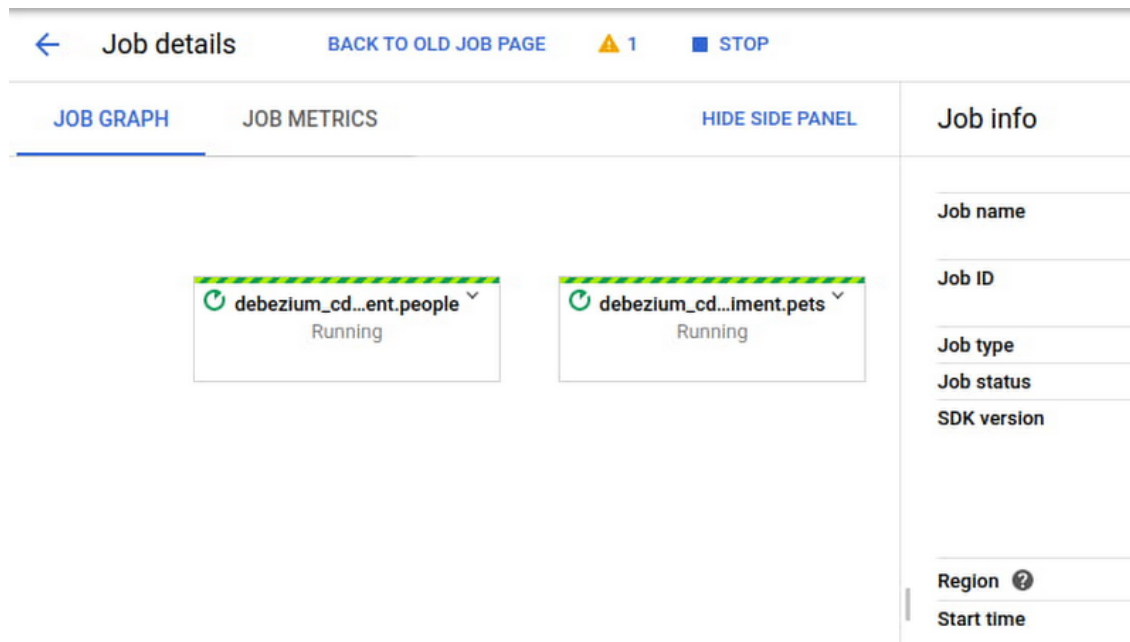 Job details BACK TO OLD JOB PAGE 1 STOP
JOB GRAPH JOB METRICS HIDE SIDE PANEL
debezium_cd...ent.people
Running
debezium_cd...iment.pets
Running
Job info
Job name
Job ID
Job type
Job status
SDK version
Region ?
Start time